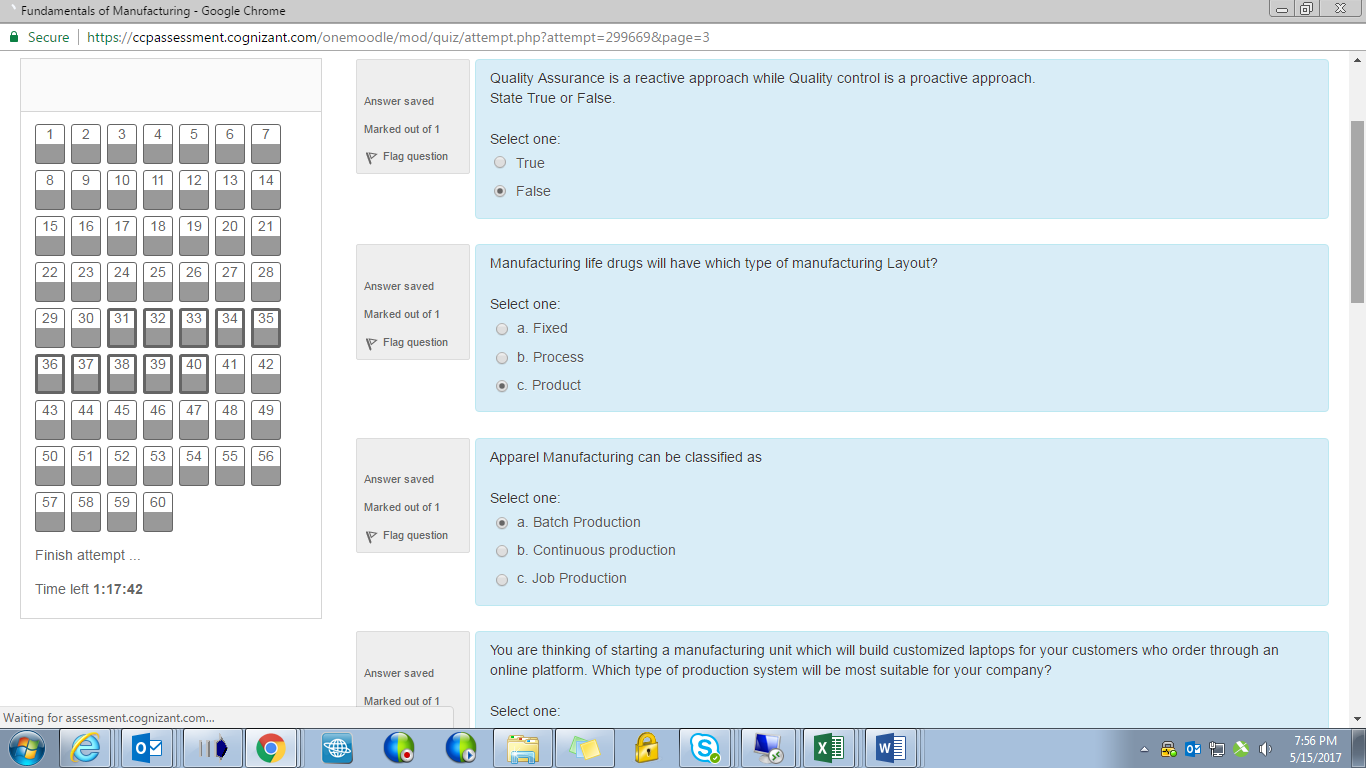 Fundamentals of Manufacturing - Google Chrome
Secure https://ccpassessment.cognizant.com/onemoodle/mod/quiz/attempt.php?attempt=299669&page=3
1 2 3 4 5 6 7
8 9 10 11 12 13 14
15 16 17 18 19 20 21
22 23 24 25 26 27 28
29 30 31 32 33 34 35
36 37 38 39 40 41 42
43 44 45 46 47 48 49
50 51 52 53 54 55 56
57 58 59 60
Finish attempt ...
Time left 1:17:42
Answer saved
Marked out of 1
Flag question
Quality Assurance is a reactive approach while Quality control is a proactive approach.
State True or False.
Select one:
True
False
Answer saved
Marked out of 1
Flag question
Manufacturing life drugs will have which type of manufacturing Layout?
Select one:
a. Fixed
b. Process
c. Product
Answer saved
Marked out of 1
Flag question
Apparel Manufacturing can be classified as
Select one:
a. Batch Production
b. Continuous production
c. Job Production
Answer saved
Marked out of 1
You are thinking of starting a manufacturing unit which will build customized laptops for your customers who order through an
online platform. Which type of production system will be most suitable for your company?
Select one:
Waiting for assessment.cognizant.com...
7:56 PM
5/15/2017